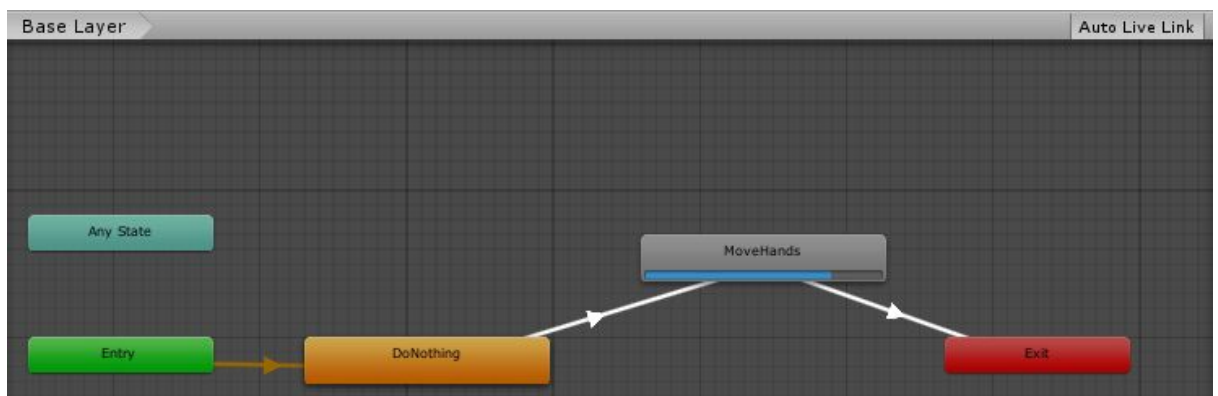 Base Layer
Auto Live Link
Any State
MoveHands
Entry
DoNothing
Exit